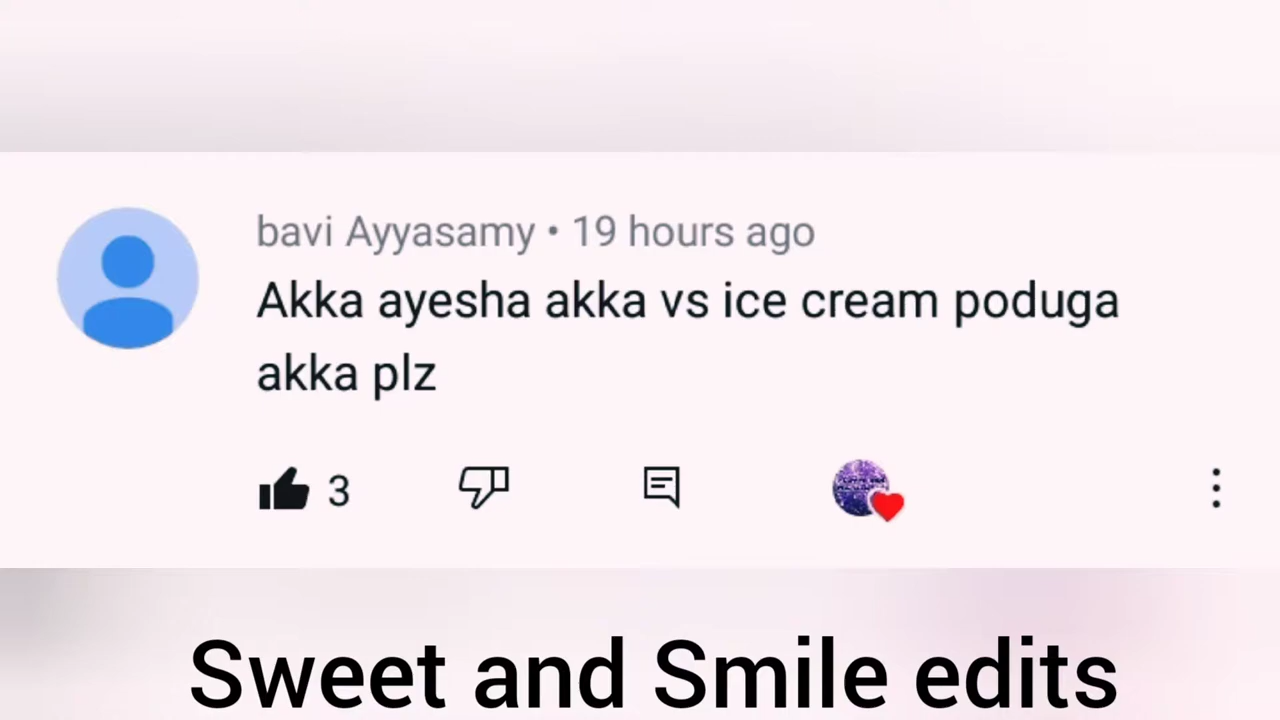 bavi Ayyasamy • 19 hours ago
Akka ayesha akka vs ice cream poduga
akka plz
3
Sweet and Smile edits